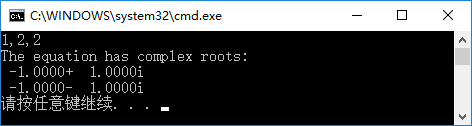 C:\WINDOWS\system32\cmd.exe
1,2,2
The equation has complex roots:
 -1.0000+  1.0000i
 -1.0000-  1.0000i
请按任意键继续. . .